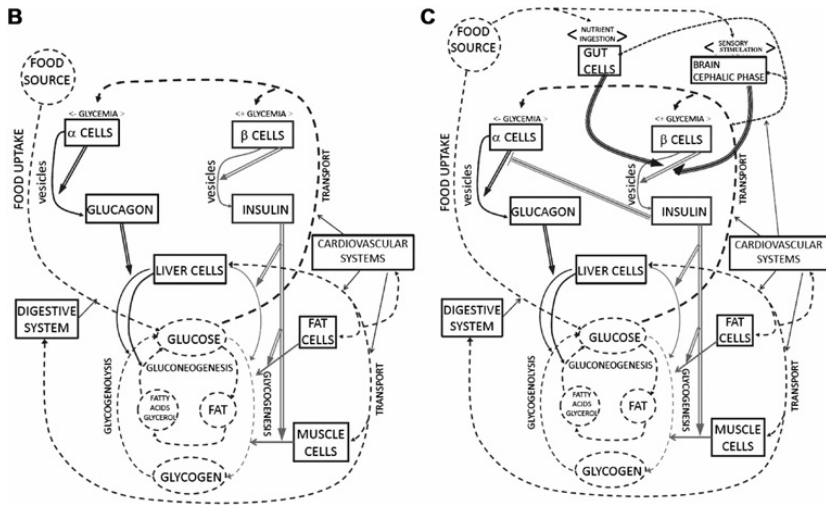 B
FOOD
SOURCE
<- GLYCEMIA >
<+ GLYCEMIA >
α CELLS
β CELLS
FOOD UPTAKE
vesicles
vesicles
TRANSPORT
GLUCAGON
INSULIN
CARDIOVASCULAR
SYSTEMS
LIVER CELLS
DIGESTIVE
SYSTEM
FAT
CELLS
GLUCOSE
GLUCONEOGENESIS
GLYCOGENOLYSIS
GLYCOGENESIS
TRANSPORT
FATTY
ACIDS
GLYCEROL
FAT
MUSCLE
CELLS
GLYCOGEN
C
FOOD
SOURCE
NUTRIENT
< INGESTION >
GUT
CELLS
SENSORY
< STIMULATION >
BRAIN
CEPHALIC PHASE
<- GLYCEMIA >
<+ GLYCEMIA >
α CELLS
β CELLS
FOOD UPTAKE
vesicles
vesicles
TRANSPORT
GLUCAGON
INSULIN
CARDIOVASCULAR
SYSTEMS
LIVER CELLS
DIGESTIVE
SYSTEM
FAT
CELLS
GLUCOSE
GLUCONEOGENESIS
GLYCOGENOLYSIS
GLYCOGENESIS
TRANSPORT
FATTY
ACIDS
GLYCEROL
FAT
MUSCLE
CELLS
GLYCOGEN